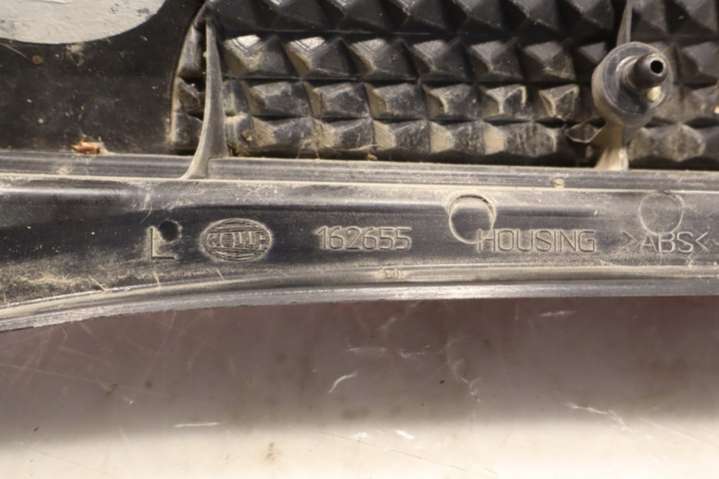 L HELLA 162655 HOUSING >ABS<